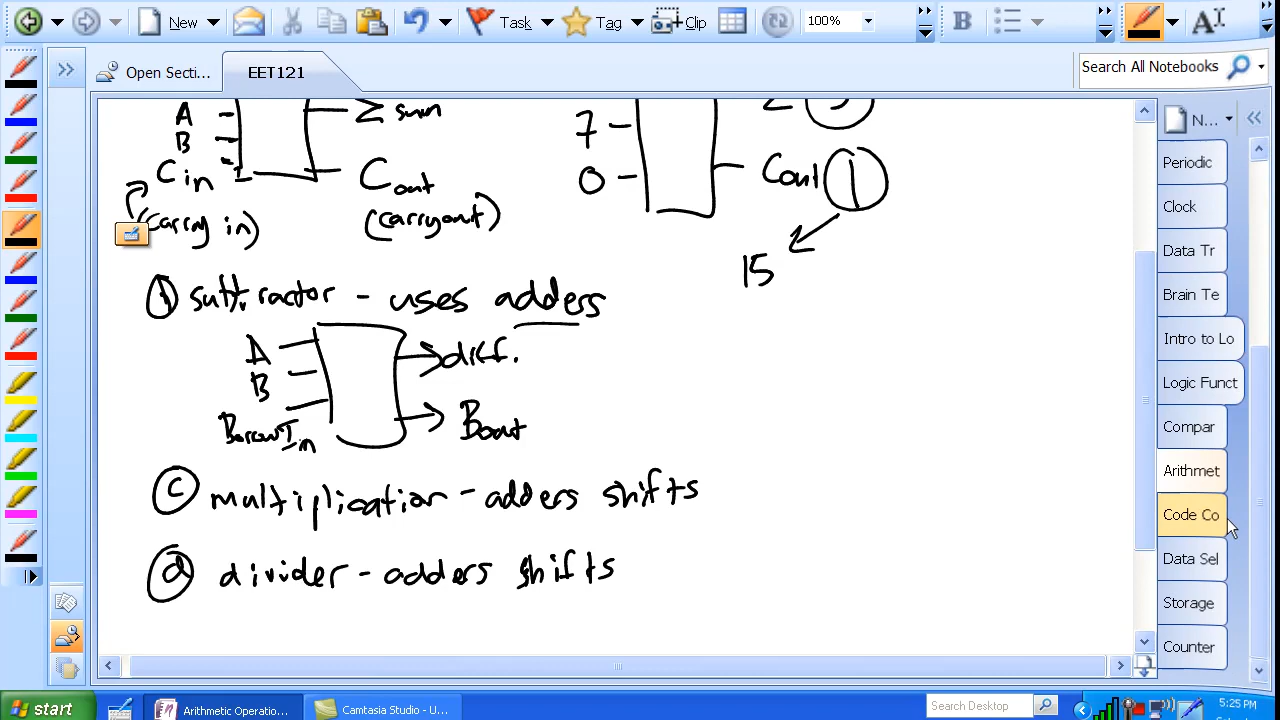 New Task Tag Clip 100% B A
Open Secti... EET121 Search All Notebooks
A Σ sum
B 7
Cin Cout 0 Cout 1
(carry in) (carryout)
15
b subtractor - uses adders
A diff.
B
Borrow In Bout
c multiplication - adders shifts
d divider - adders shifts
N...
Periodic
Clock
Data Tr
Brain Te
Intro to Lo
Logic Funct
Compar
Arithmet
Code Co
Data Sel
Storage
Counter
start Arithmetic Operatio... Camtasia Studio - U... Search Desktop 5:25 PM